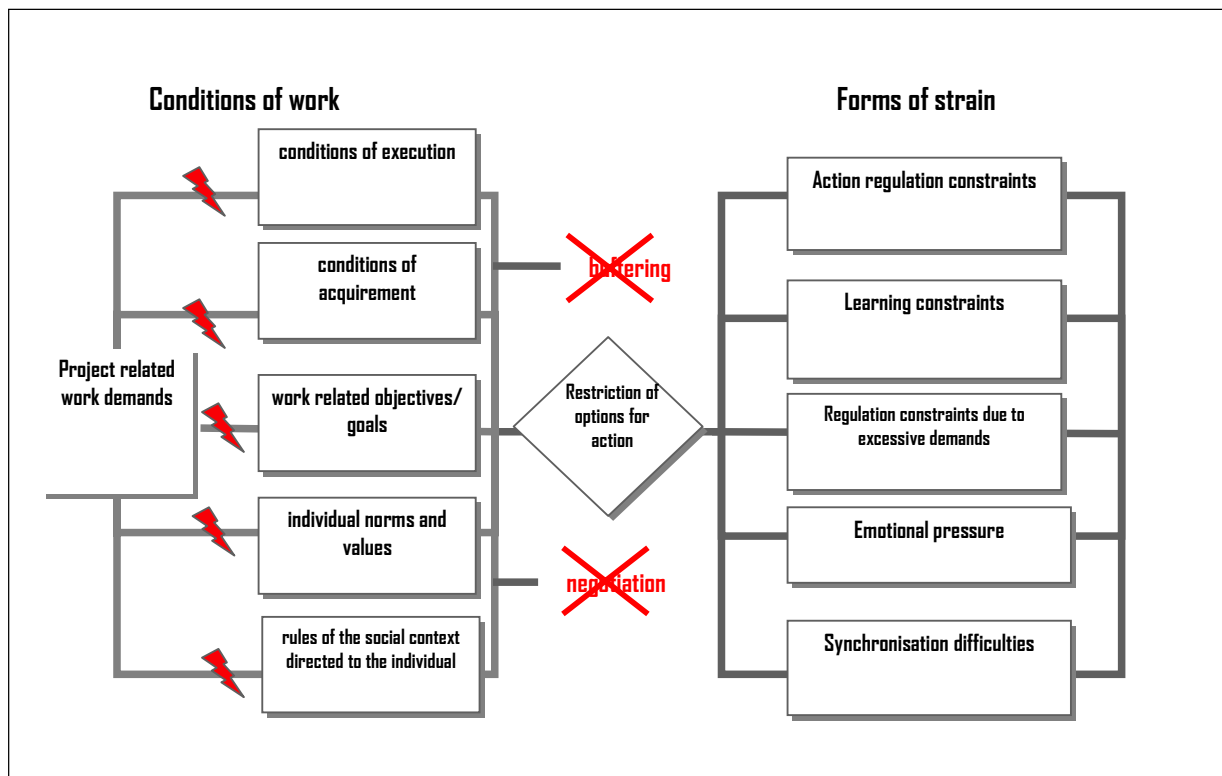 Conditions of work
Forms of strain
conditions of execution
conditions of
acquirement
Project related
work demands
work related objectives/
goals
individual norms and
values
rules of the social context
directed to the individual
buffering
Restriction of
options for
action
negotiation
Action regulation constraints
Learning constraints
Regulation constraints due to
excessive demands
Emotional pressure
Synchronisation difficulties